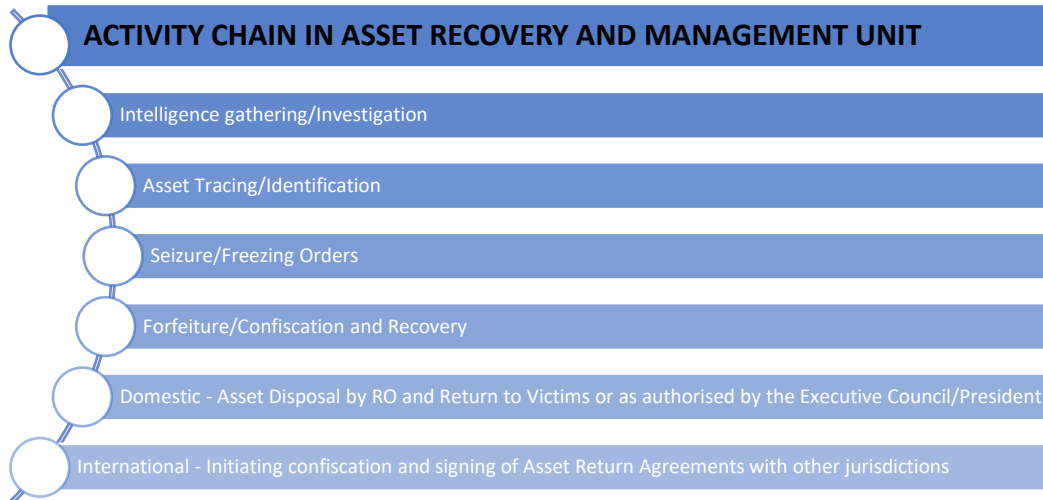 ACTIVITY CHAIN IN ASSET RECOVERY AND MANAGEMENT UNIT
Intelligence gathering/Investigation
Asset Tracing/Identification
Seizure/Freezing Orders
Forfeiture/Confiscation and Recovery
Domestic - Asset Disposal by RO and Return to Victims or as authorised by the Executive Council/President
International - Initiating confiscation and signing of Asset Return Agreements with other jurisdictions